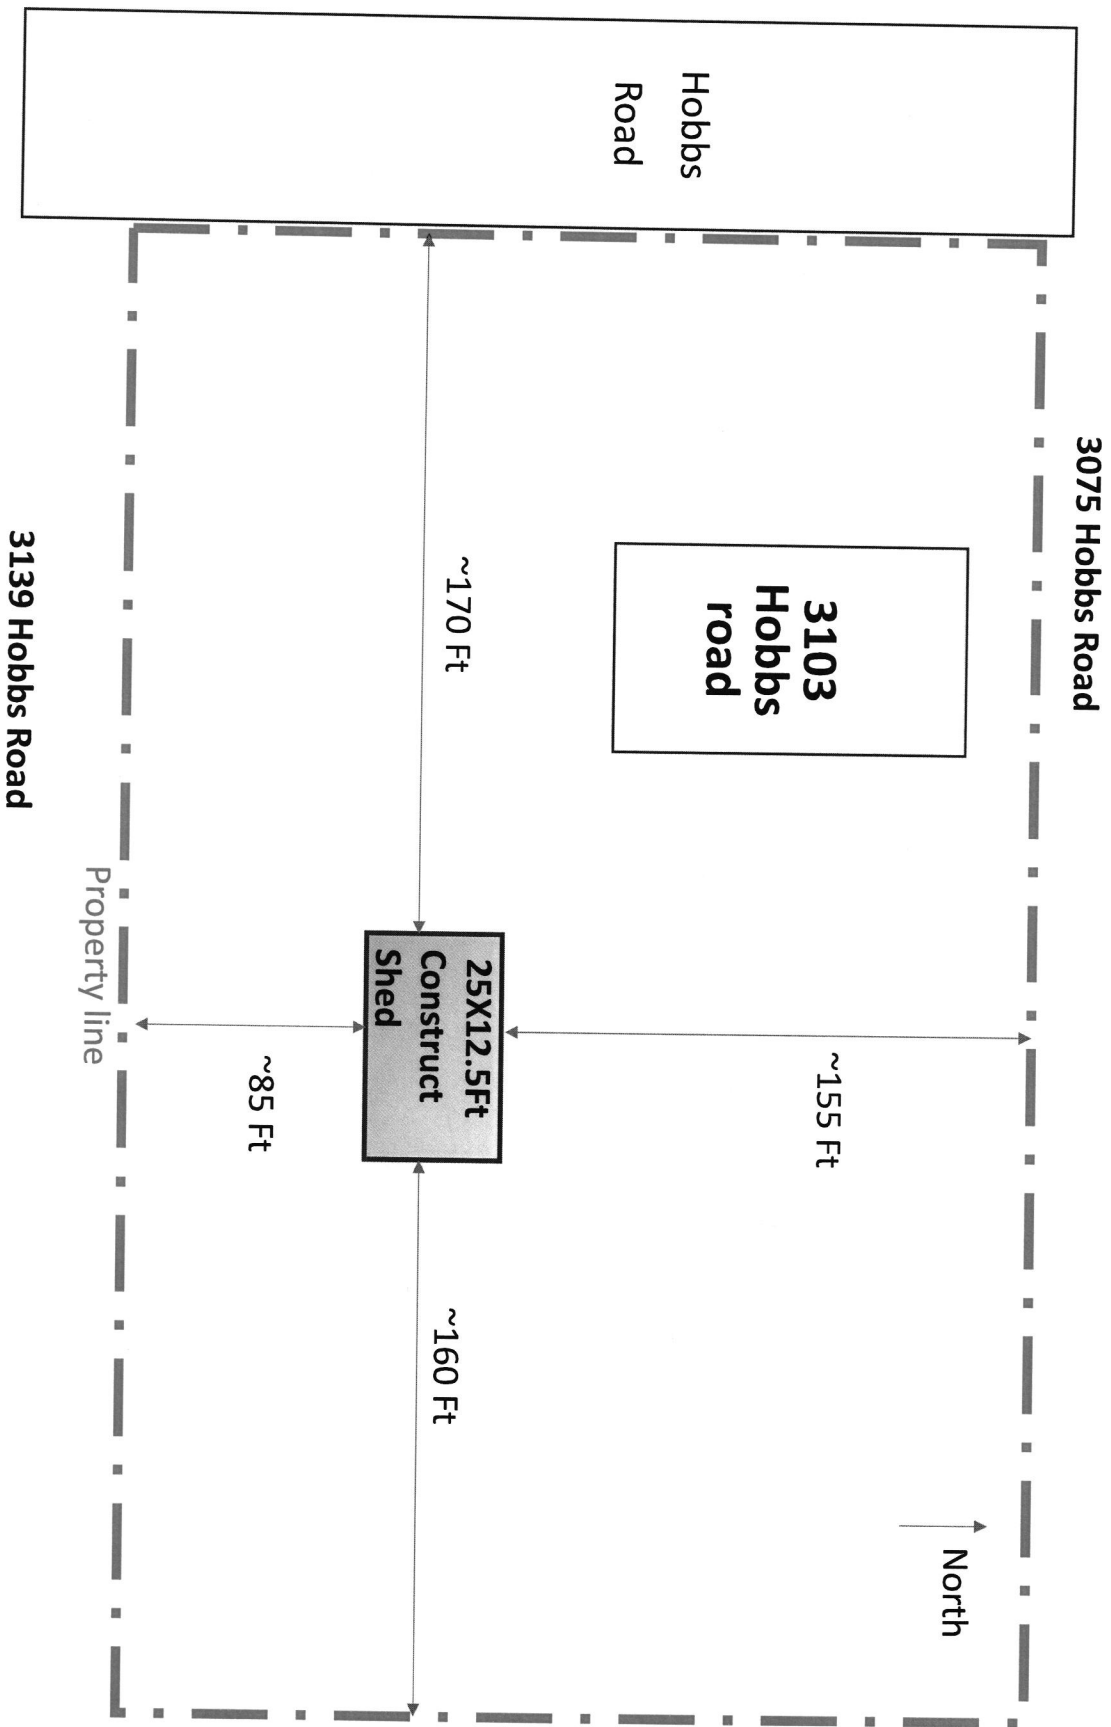 3075 Hobbs Road
Hobbs
Road
3103
Hobbs
road
North
~155 Ft
~170 Ft
25X12.5Ft
Construct
Shed
~160 Ft
~85 Ft
Property line
3139 Hobbs Road